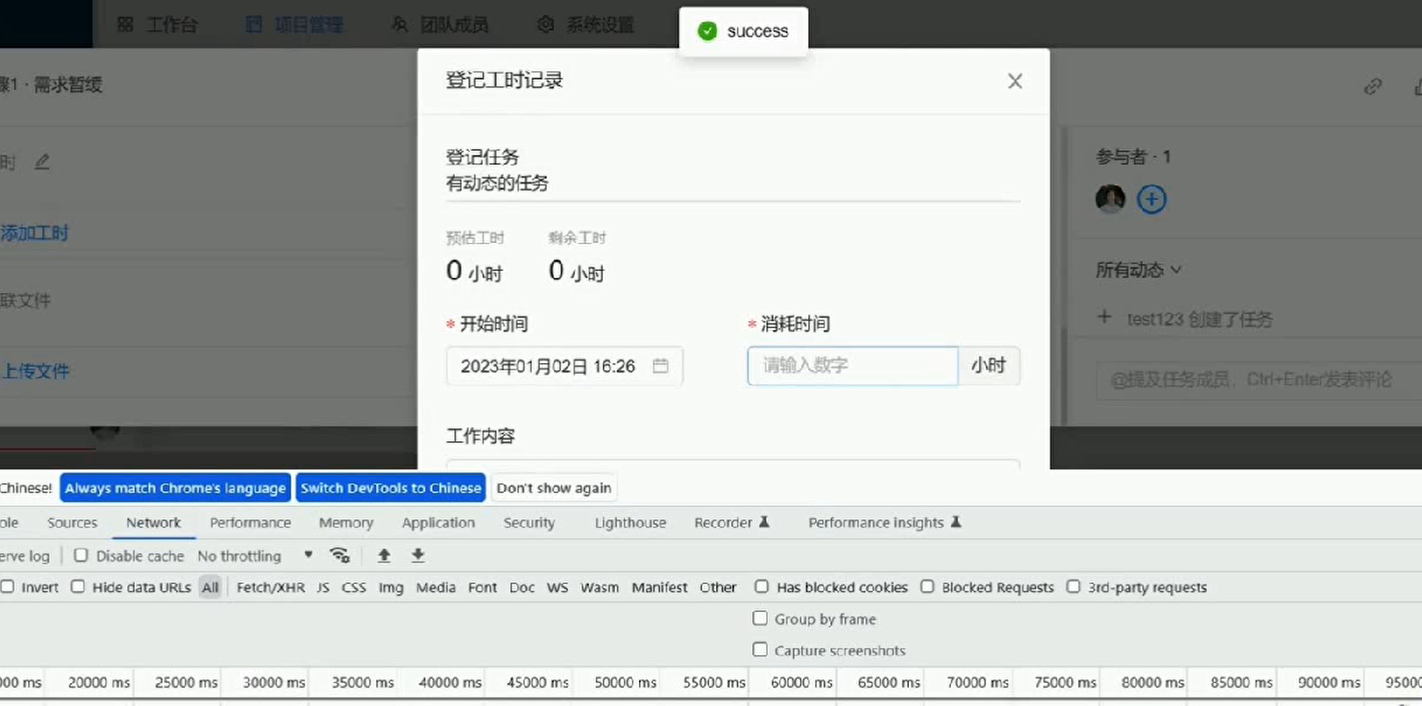 工作台 项目管理 团队成员 系统设置
success
登记工时记录
骤1 · 需求暂缓
登记任务
有动态的任务
参与者 · 1
时
添加工时
预估工时 剩余工时
0 小时 0 小时
所有动态
联文件
test123 创建了任务
* 开始时间 * 消耗时间
2023年01月02日 16:26 请输入数字 小时
上传文件
@提及任务成员，Ctrl+Enter发表评论
工作内容
Chinese! Always match Chrome's language Switch DevTools to Chinese Don't show again
ole Sources Network Performance Memory Application Security Lighthouse Recorder Performance insights
erve log Disable cache No throttling
Invert Hide data URLs All Fetch/XHR JS CSS Img Media Font Doc WS Wasm Manifest Other Has blocked cookies Blocked Requests 3rd-party requests
Group by frame
Capture screenshots
000 ms 20000 ms 25000 ms 30000 ms 35000 ms 40000 ms 45000 ms 50000 ms 55000 ms 60000 ms 65000 ms 70000 ms 75000 ms 80000 ms 85000 ms 90000 ms 95000